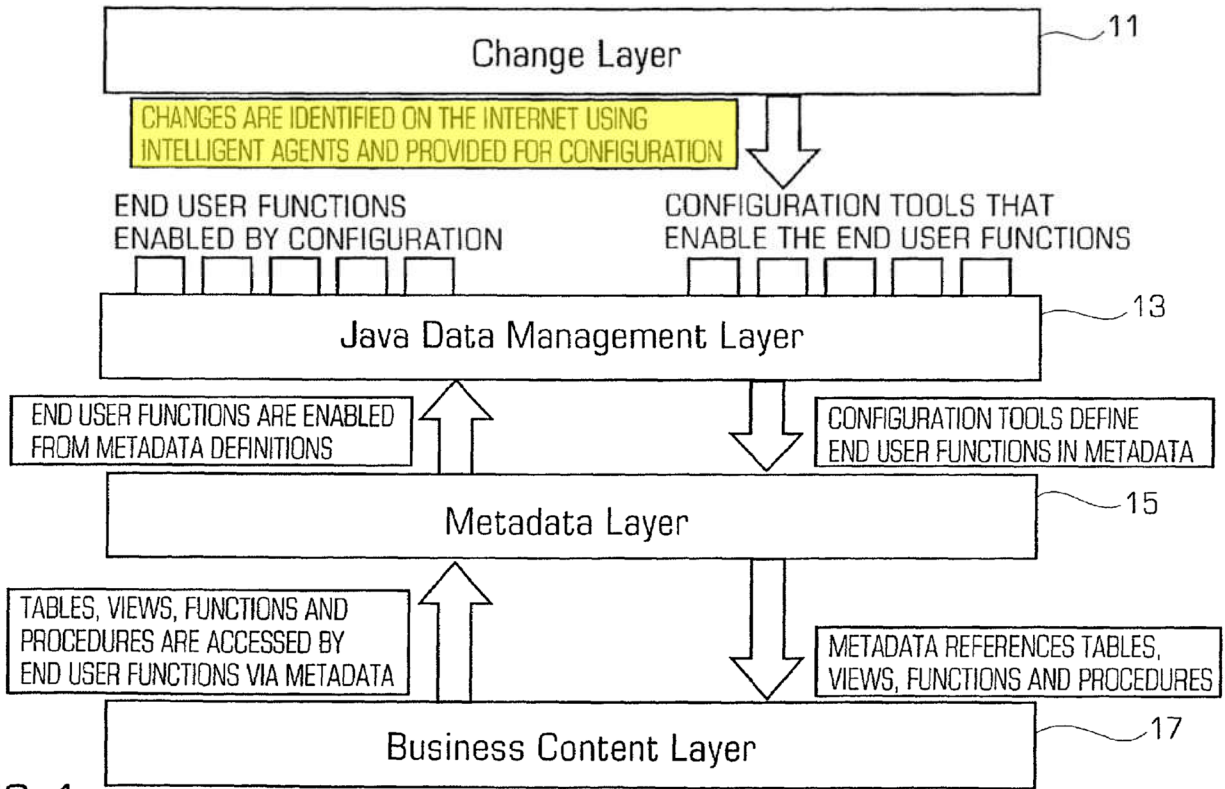 Change Layer
11
CHANGES ARE IDENTIFIED ON THE INTERNET USING
INTELLIGENT AGENTS AND PROVIDED FOR CONFIGURATION
END USER FUNCTIONS
ENABLED BY CONFIGURATION
CONFIGURATION TOOLS THAT
ENABLE THE END USER FUNCTIONS
Java Data Management Layer
13
END USER FUNCTIONS ARE ENABLED
FROM METADATA DEFINITIONS
CONFIGURATION TOOLS DEFINE
END USER FUNCTIONS IN METADATA
Metadata Layer
15
TABLES, VIEWS, FUNCTIONS AND
PROCEDURES ARE ACCESSED BY
END USER FUNCTIONS VIA METADATA
METADATA REFERENCES TABLES,
VIEWS, FUNCTIONS AND PROCEDURES
Business Content Layer
17